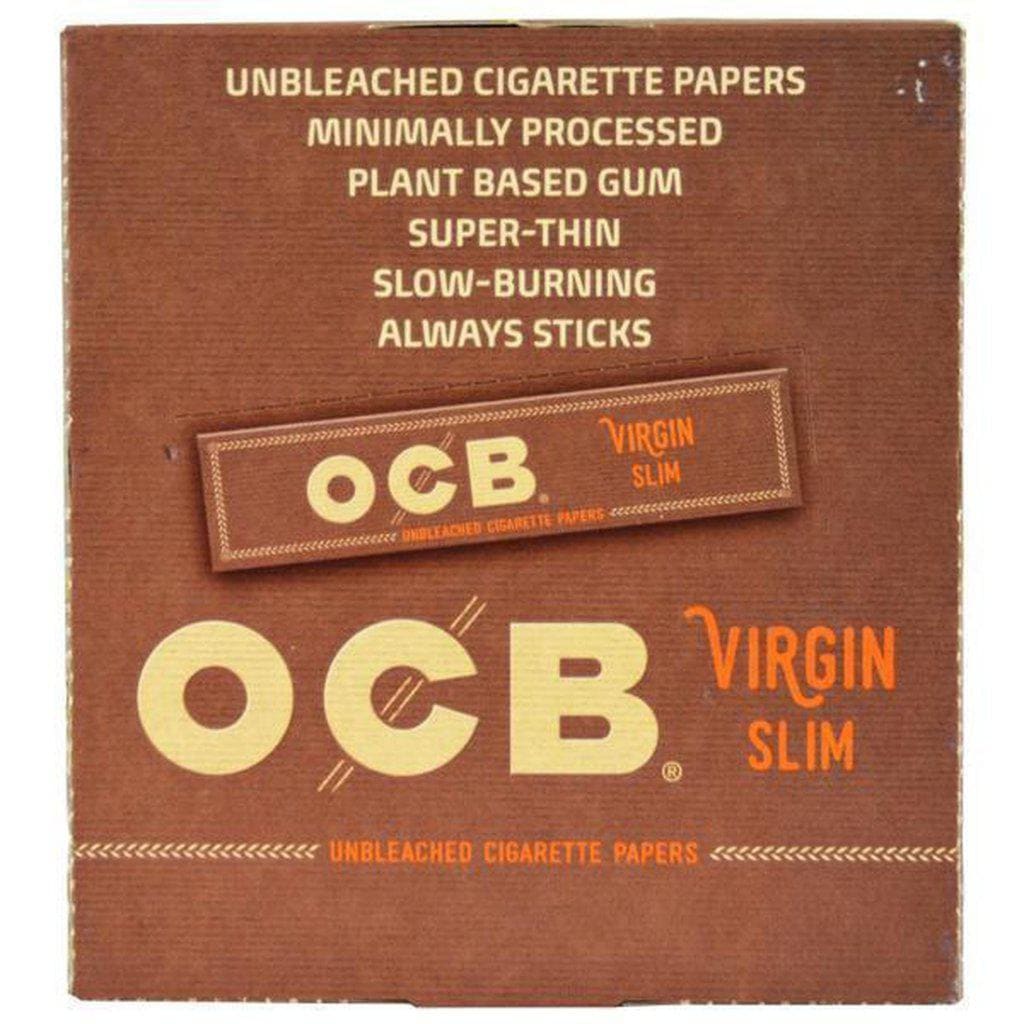 UNBLEACHED CIGARETTE PAPERS
MINIMALLY PROCESSED
PLANT BASED GUM
SUPER-THIN
SLOW-BURNING
ALWAYS STICKS
OCB® VIRGIN
SLIM
UNBLEACHED CIGARETTE PAPERS
OCB® VIRGIN
SLIM
UNBLEACHED CIGARETTE PAPERS